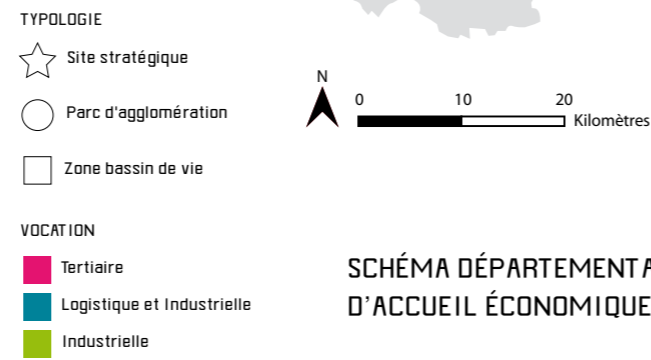 TYPOLOGIE
Site stratégique
Parc d'agglomération
Zone bassin de vie
VOCATION
Tertiaire
Logistique et Industrielle
Industrielle
N
0 10 20
Kilomètres
SCHÉMA DÉPARTEMENTA
D'ACCUEIL ÉCONOMIQUE